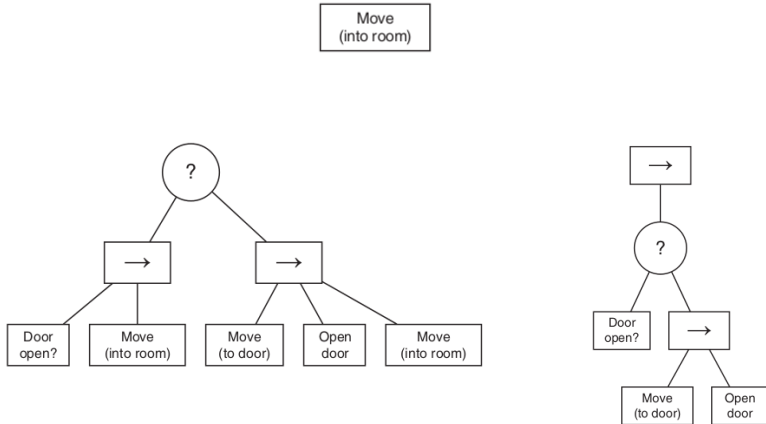 Move
(into room)
?
→
→
Door
open?
Move
(into room)
Move
(to door)
Open
door
Move
(into room)
→
?
Door
open?
→
Move
(to door)
Open
door